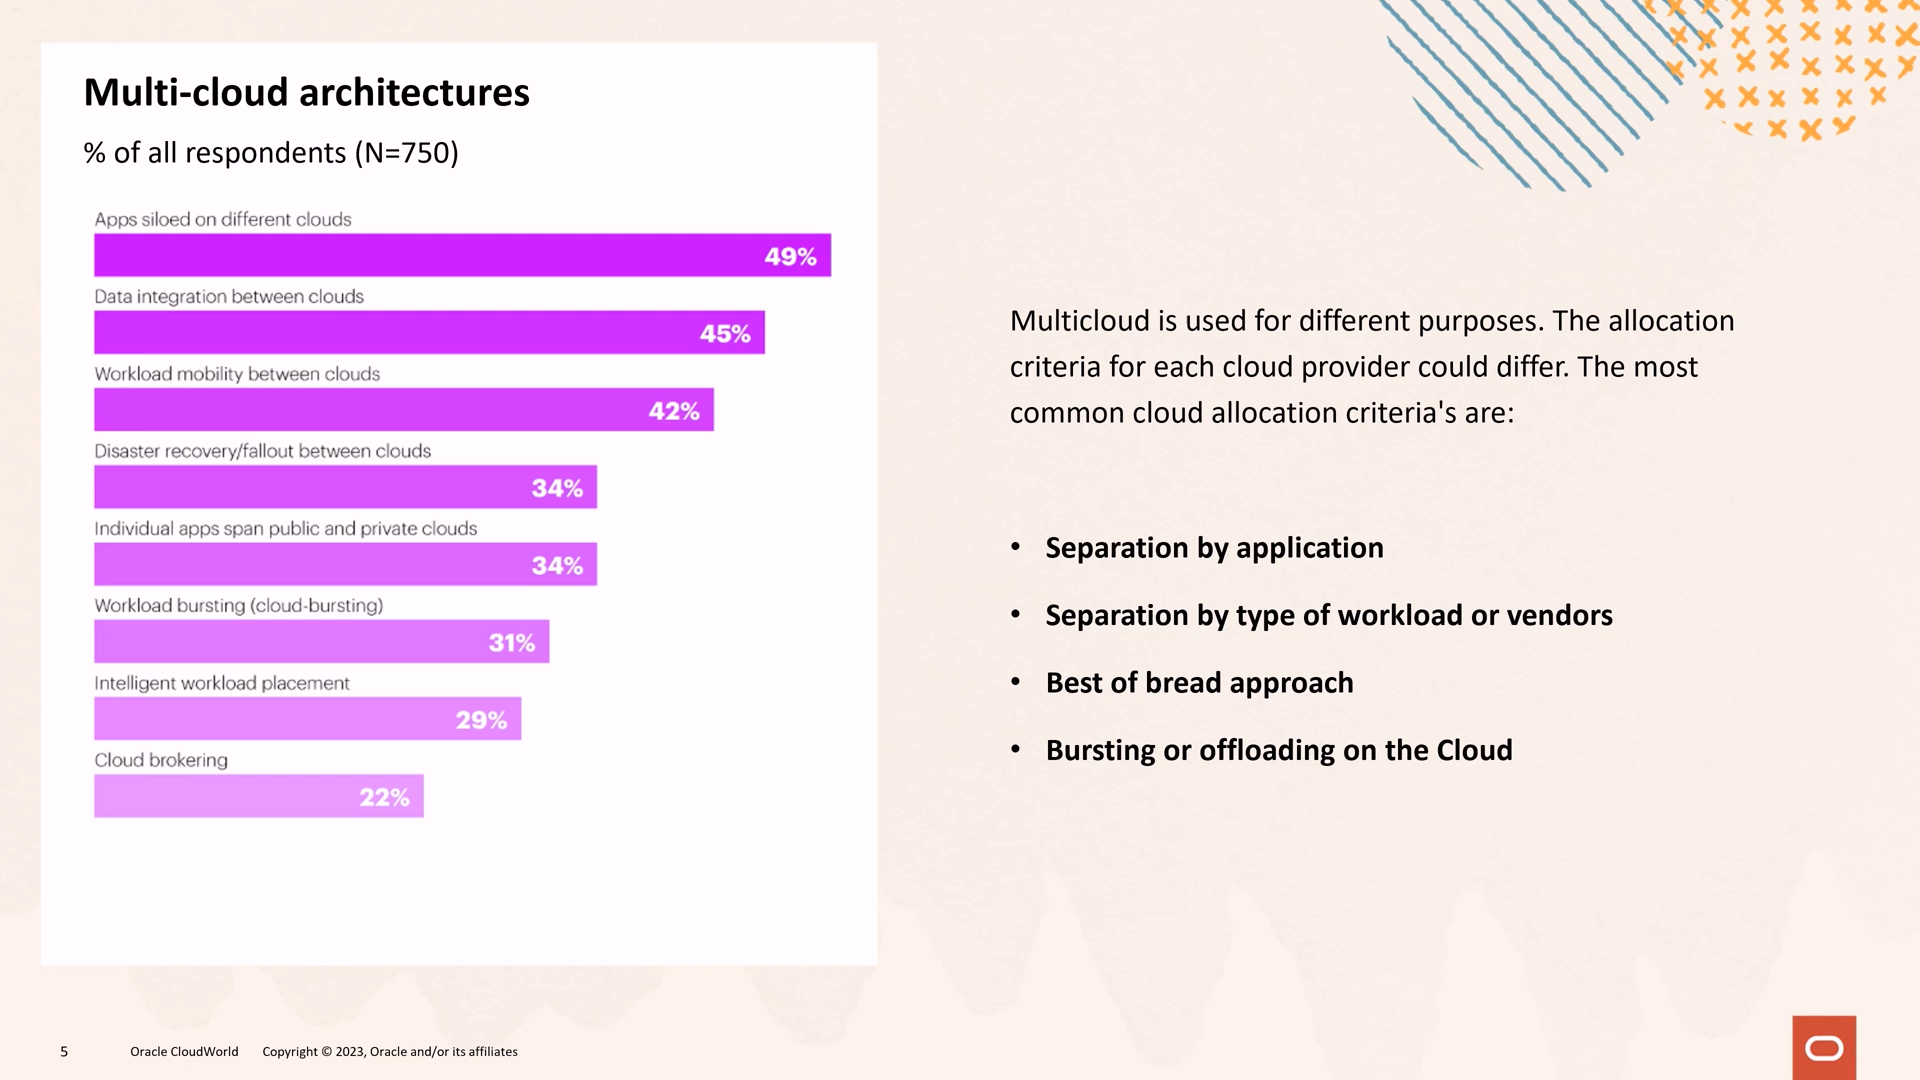 Multi-cloud architectures
% of all respondents (N=750)
Apps siloed on different clouds
49%
Data integration between clouds
45%
Workload mobility between clouds
42%
Disaster recovery/fallout between clouds
34%
Individual apps span public and private clouds
34%
Workload bursting (cloud-bursting)
31%
Intelligent workload placement
29%
Cloud brokering
22%
Multicloud is used for different purposes. The allocation
criteria for each cloud provider could differ. The most
common cloud allocation criteria's are:
• Separation by application
• Separation by type of workload or vendors
• Best of bread approach
• Bursting or offloading on the Cloud
5 Oracle CloudWorld Copyright © 2023, Oracle and/or its affiliates